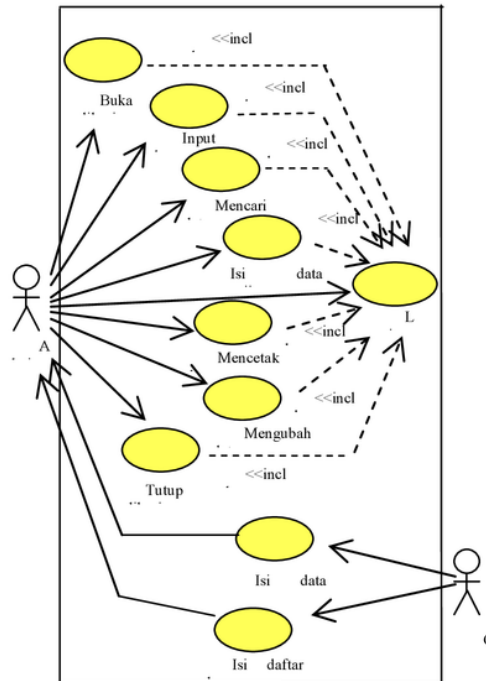 <<incl
Buka
<<incl
Input
<<incl
Mencari
<<incl
Isi data
L
A
<<incl
Mencetak
<<incl
Mengubah
<<incl
Tutup
Isi data
Isi daftar